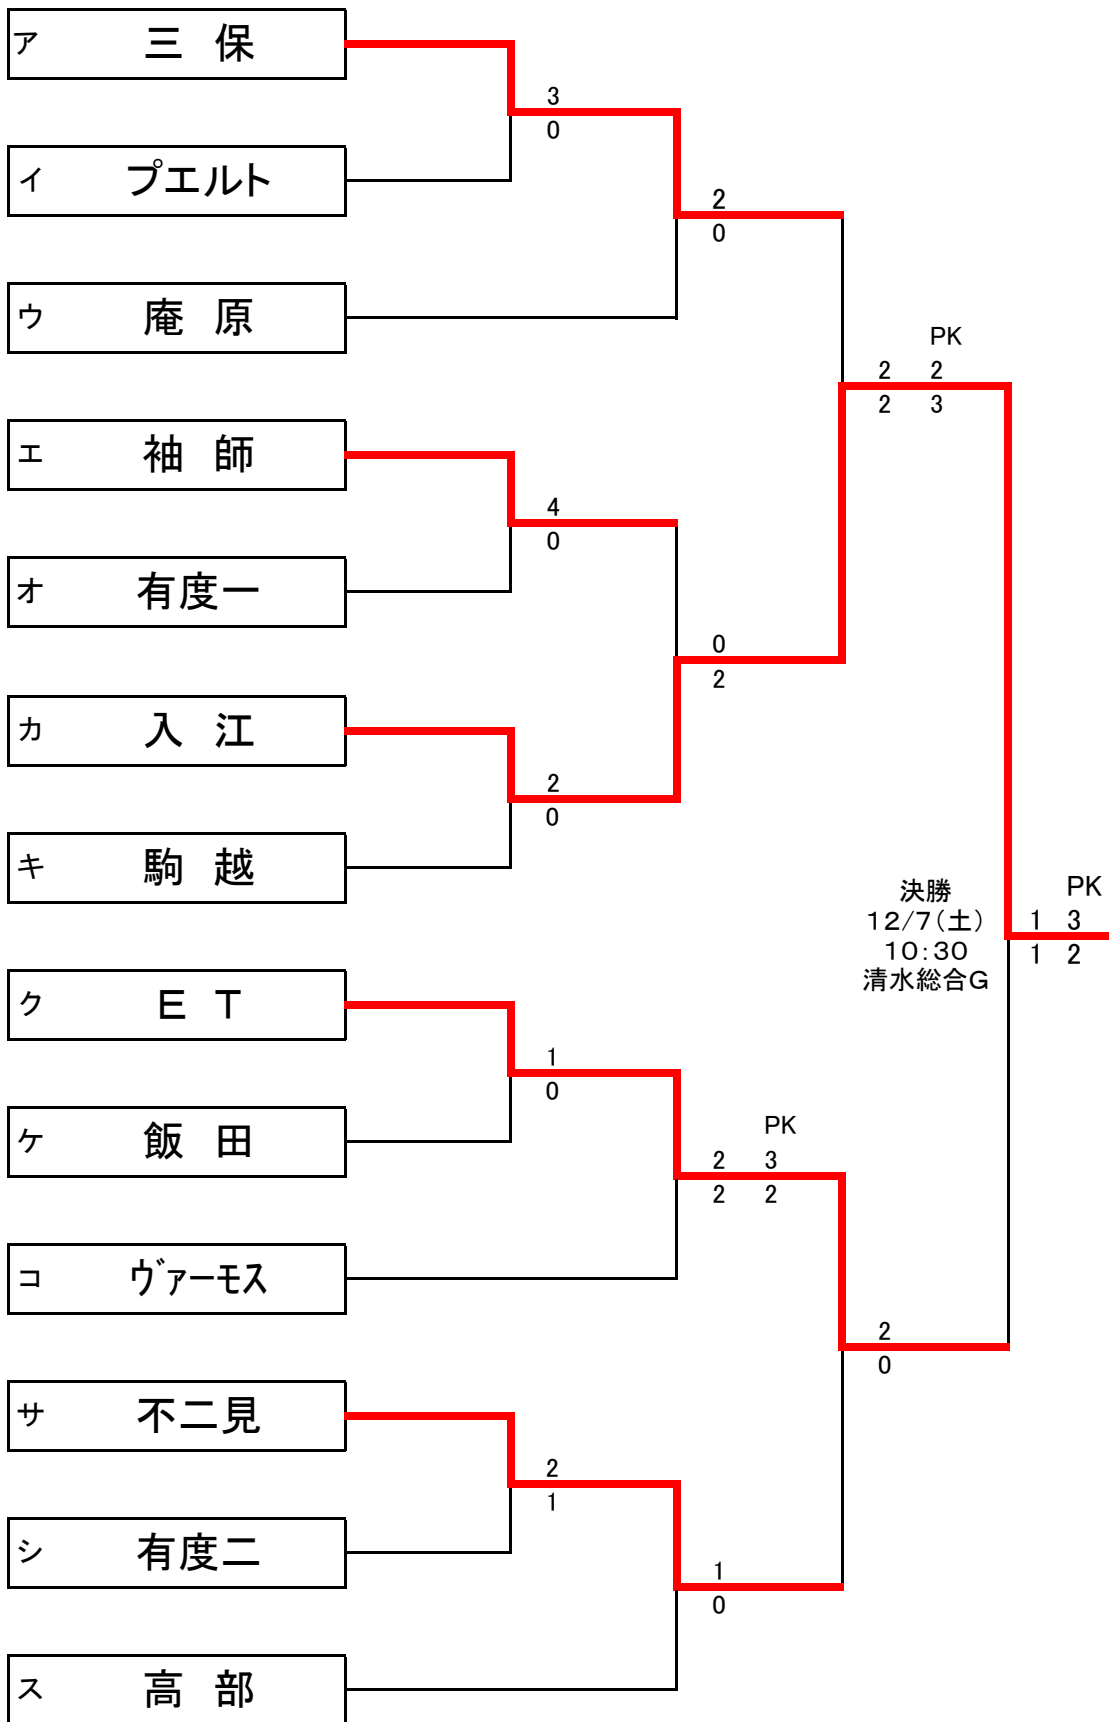 ア 三 保
3
0
イ プエルト
2
0
ウ 庵 原
PK
2 2
2 3
エ 袖 師
4
0
オ 有度一
0
2
カ 入 江
2
0
キ 駒 越
決勝
12/7(土)
10:30
清水総合G
PK
1 3
1 2
ク E T
1
0
ケ 飯 田
PK
2 3
2 2
コ ヴァーモス
2
0
サ 不二見
2
1
シ 有度二
1
0
ス 高 部